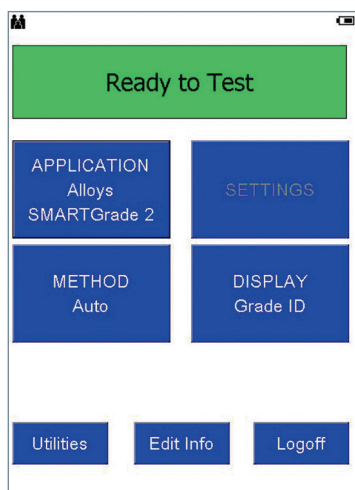 Ready to Test
APPLICATION
Alloys
SMARTGrade 2
SETTINGS
METHOD
Auto
DISPLAY
Grade ID
Utilities
Edit Info
Logoff